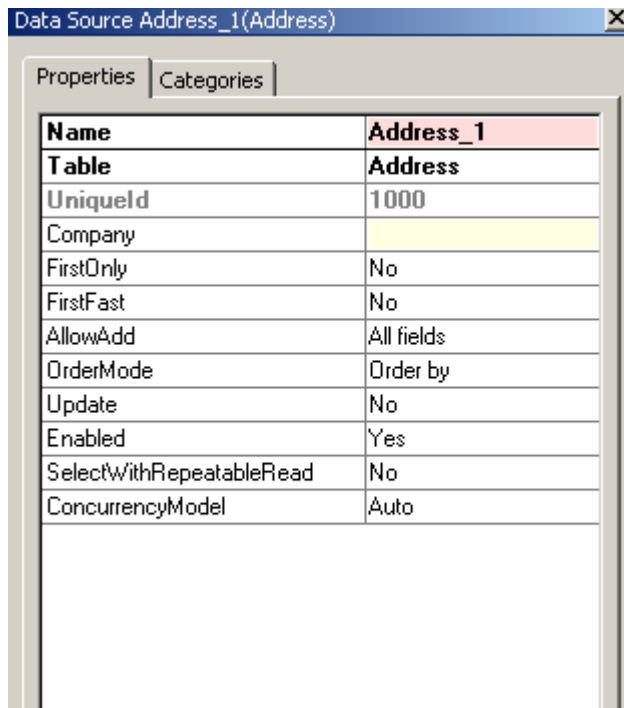 Data Source Address_1(Address)
Properties Categories
Name Address_1
Table Address
UniqueId 1000
Company
FirstOnly No
FirstFast No
AllowAdd All fields
OrderMode Order by
Update No
Enabled Yes
SelectWithRepeatableRead No
ConcurrencyModel Auto